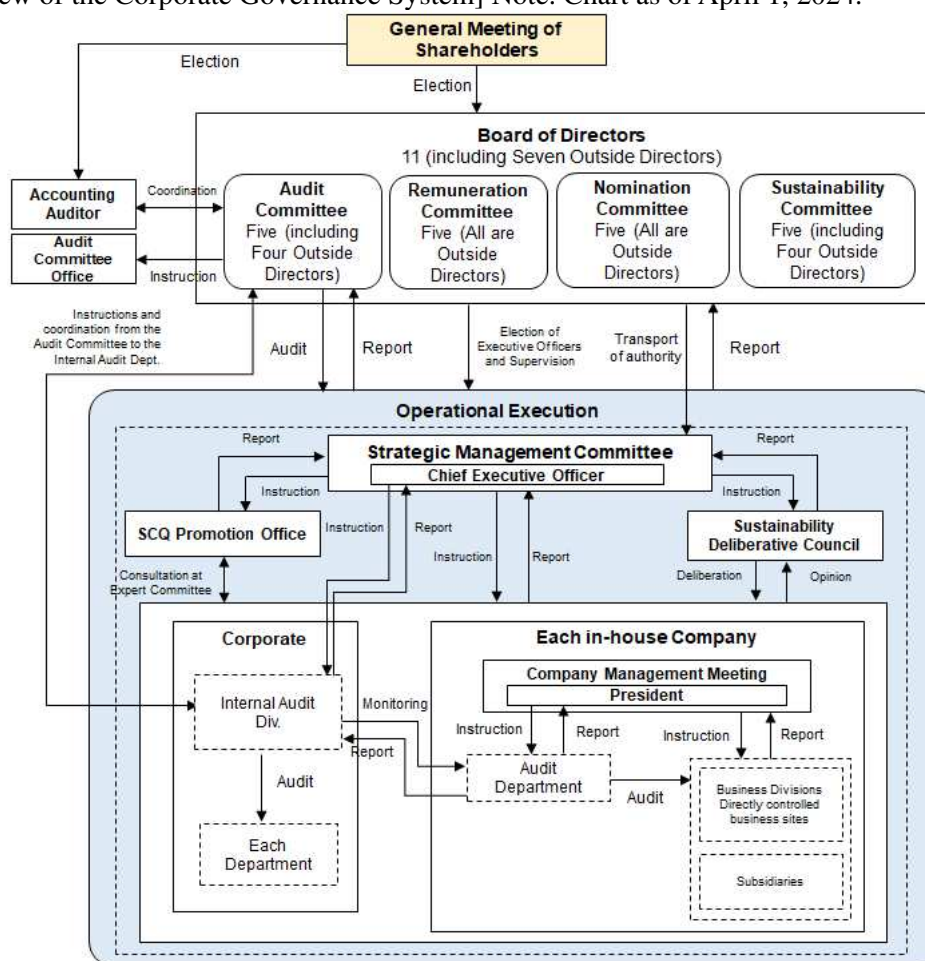 ew of the Corporate Governance System] Note: Chart as of April 1, 2024.
General Meeting of
Shareholders
Election
Election
Board of Directors
11 (including Seven Outside Directors)
Accounting
Auditor
Coordination
Audit
Committee
Five (including
Four Outside
Directors)
Remuneration
Committee
Five (All are
Outside
Directors)
Nomination
Committee
Five (All are
Outside
Directors)
Sustainability
Committee
Five (including
Four Outside
Directors)
Audit
Committee
Office
Instruction
Instructions and
coordination from the
Audit Committee to the
Internal Audit Dept.
Audit
Report
Election of
Executive Officers
and Supervision
Transport
of authority
Report
Operational Execution
Report
Strategic Management Committee
Chief Executive Officer
Report
Instruction
Instruction
SCQ Promotion Office
Instruction
Report
Instruction
Report
Sustainability
Deliberative Council
Consultation at
Expert Committee
Deliberation
Opinion
Corporate
Each in-house Company
Company Management Meeting
President
Internal Audit
Div.
Monitoring
Report
Instruction
Report
Instruction
Report
Audit
Department
Audit
Business Divisions
Directly controlled
business sites
Subsidiaries
Audit
Each
Department